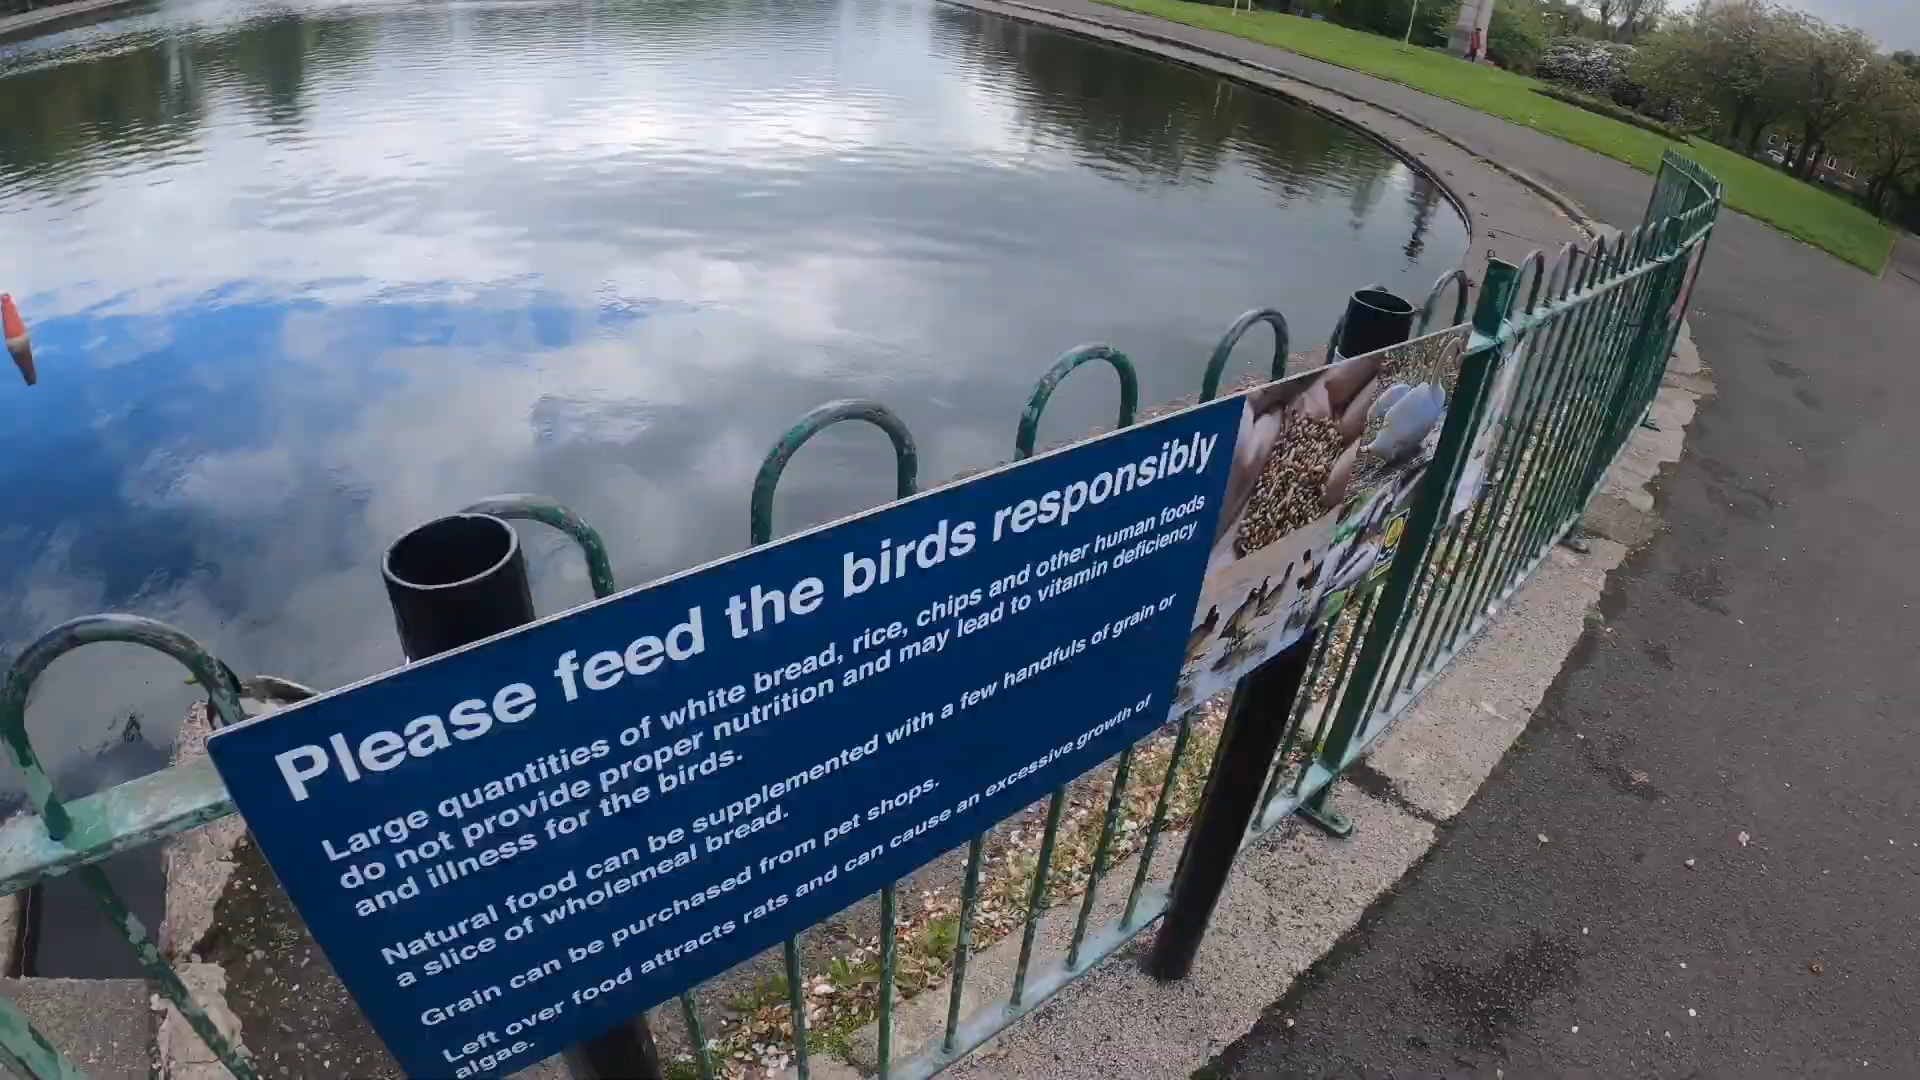 Please feed the birds responsibly
Large quantities of white bread, rice, chips and other human foods
do not provide proper nutrition and may lead to vitamin deficiency
and illness for the birds.
Natural food can be supplemented with a few handfuls of grain or
a slice of wholemeal bread.
Grain can be purchased from pet shops.
Left over food attracts rats and can cause an excessive growth of
algae.